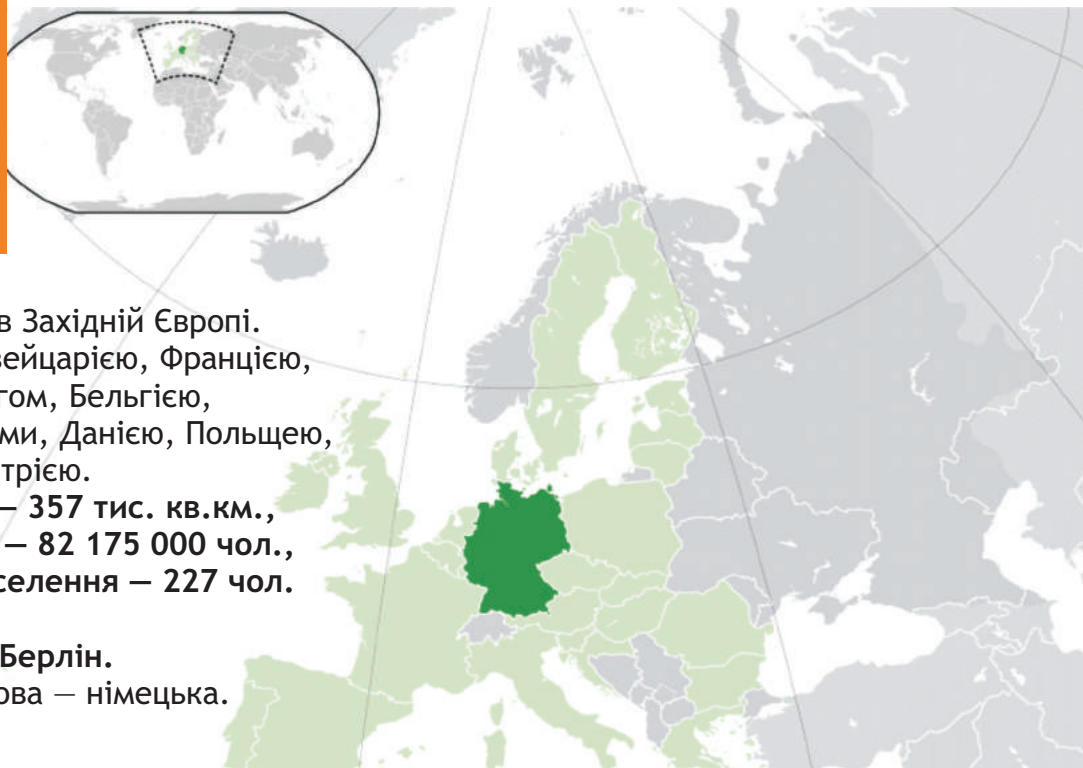 в Західній Європі.
вейцарією, Францією,
гом, Бельгією,
ми, Данією, Польщею,
трією.
— 357 тис. кв.км.,
— 82 175 000 чол.,
селення — 227 чол.
Берлін.
ова — німецька.